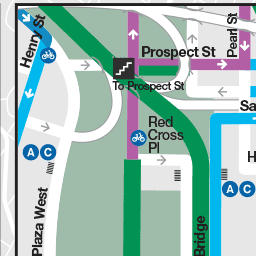 Henry St
Pearl St
Prospect St
To Prospect St
Sa
Red
Cross
Pl
A C
H
A C
Plaza West
Bridge